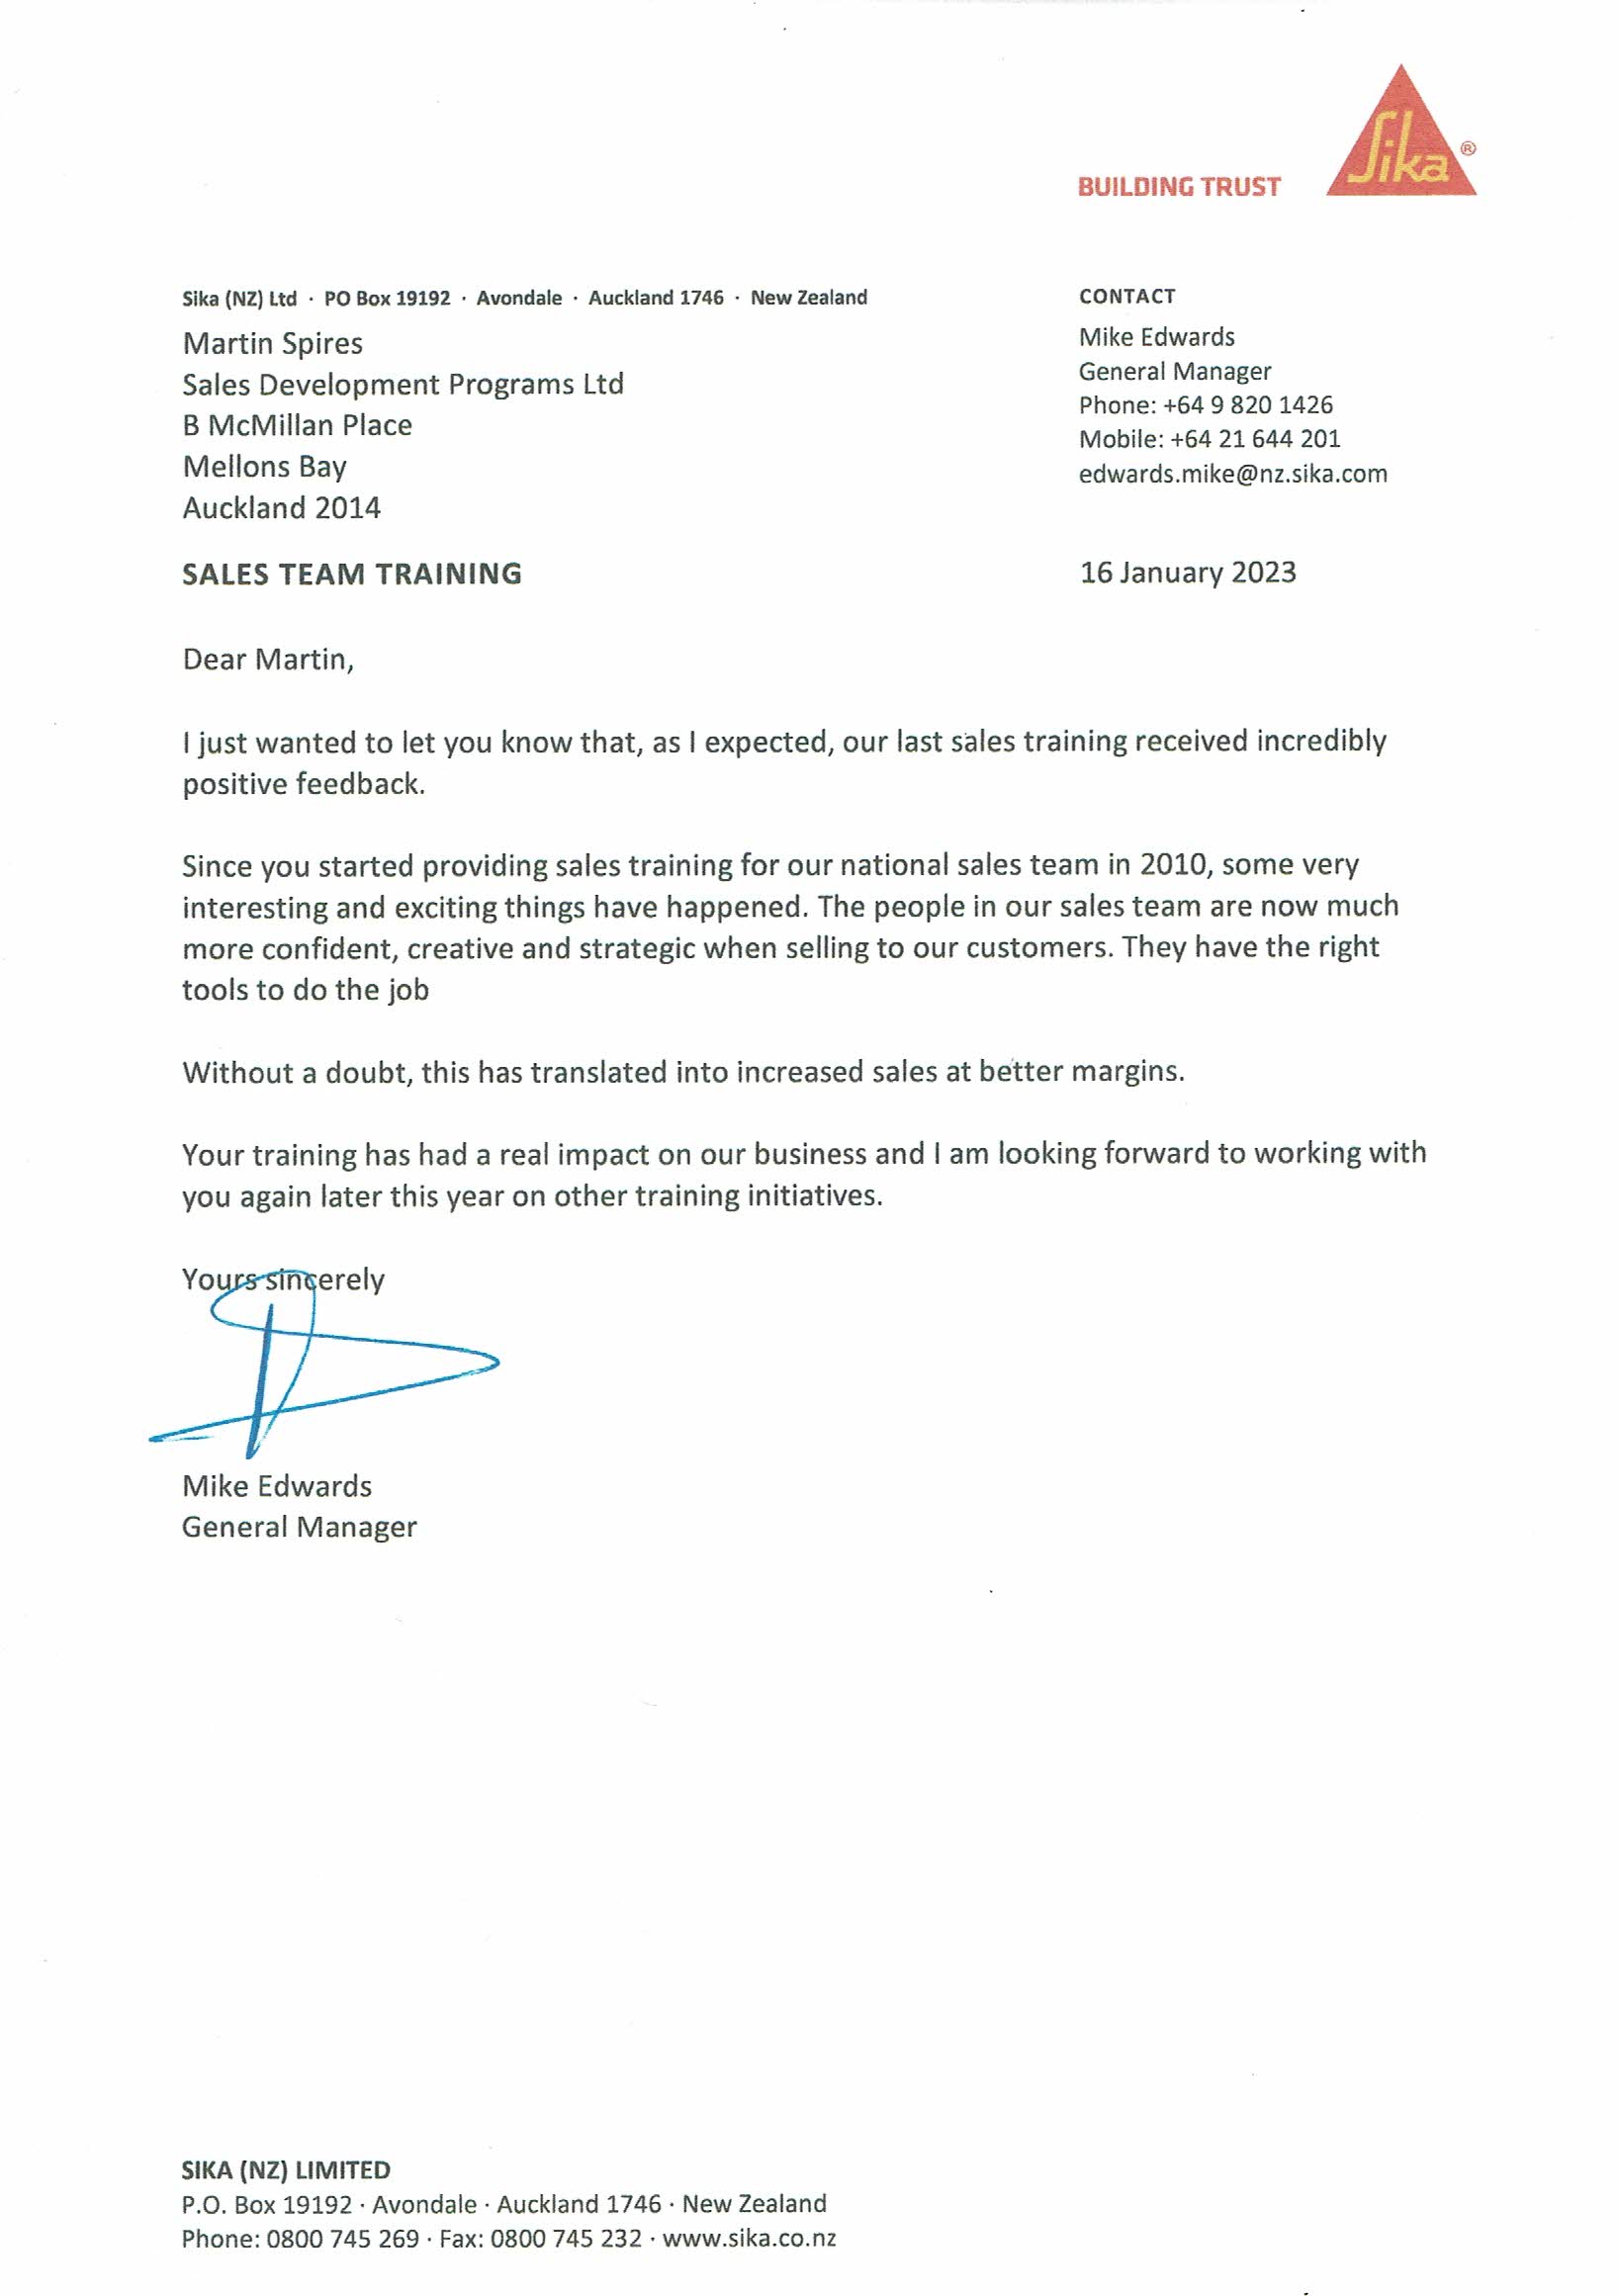 BUILDING TRUST
Sika®
Sika (NZ) Ltd · PO Box 19192 · Avondale · Auckland 1746 · New Zealand
Martin Spires
Sales Development Programs Ltd
B McMillan Place
Mellons Bay
Auckland 2014
CONTACT
Mike Edwards
General Manager
Phone: +64 9 820 1426
Mobile: +64 21 644 201
edwards.mike@nz.sika.com
SALES TEAM TRAINING
16 January 2023
Dear Martin,
I just wanted to let you know that, as I expected, our last sales training received incredibly
positive feedback.
Since you started providing sales training for our national sales team in 2010, some very
interesting and exciting things have happened. The people in our sales team are now much
more confident, creative and strategic when selling to our customers. They have the right
tools to do the job
Without a doubt, this has translated into increased sales at better margins.
Your training has had a real impact on our business and I am looking forward to working with
you again later this year on other training initiatives.
Yours sincerely
Mike Edwards
General Manager
SIKA (NZ) LIMITED
P.O. Box 19192 · Avondale · Auckland 1746 · New Zealand
Phone: 0800 745 269 · Fax: 0800 745 232 · www.sika.co.nz